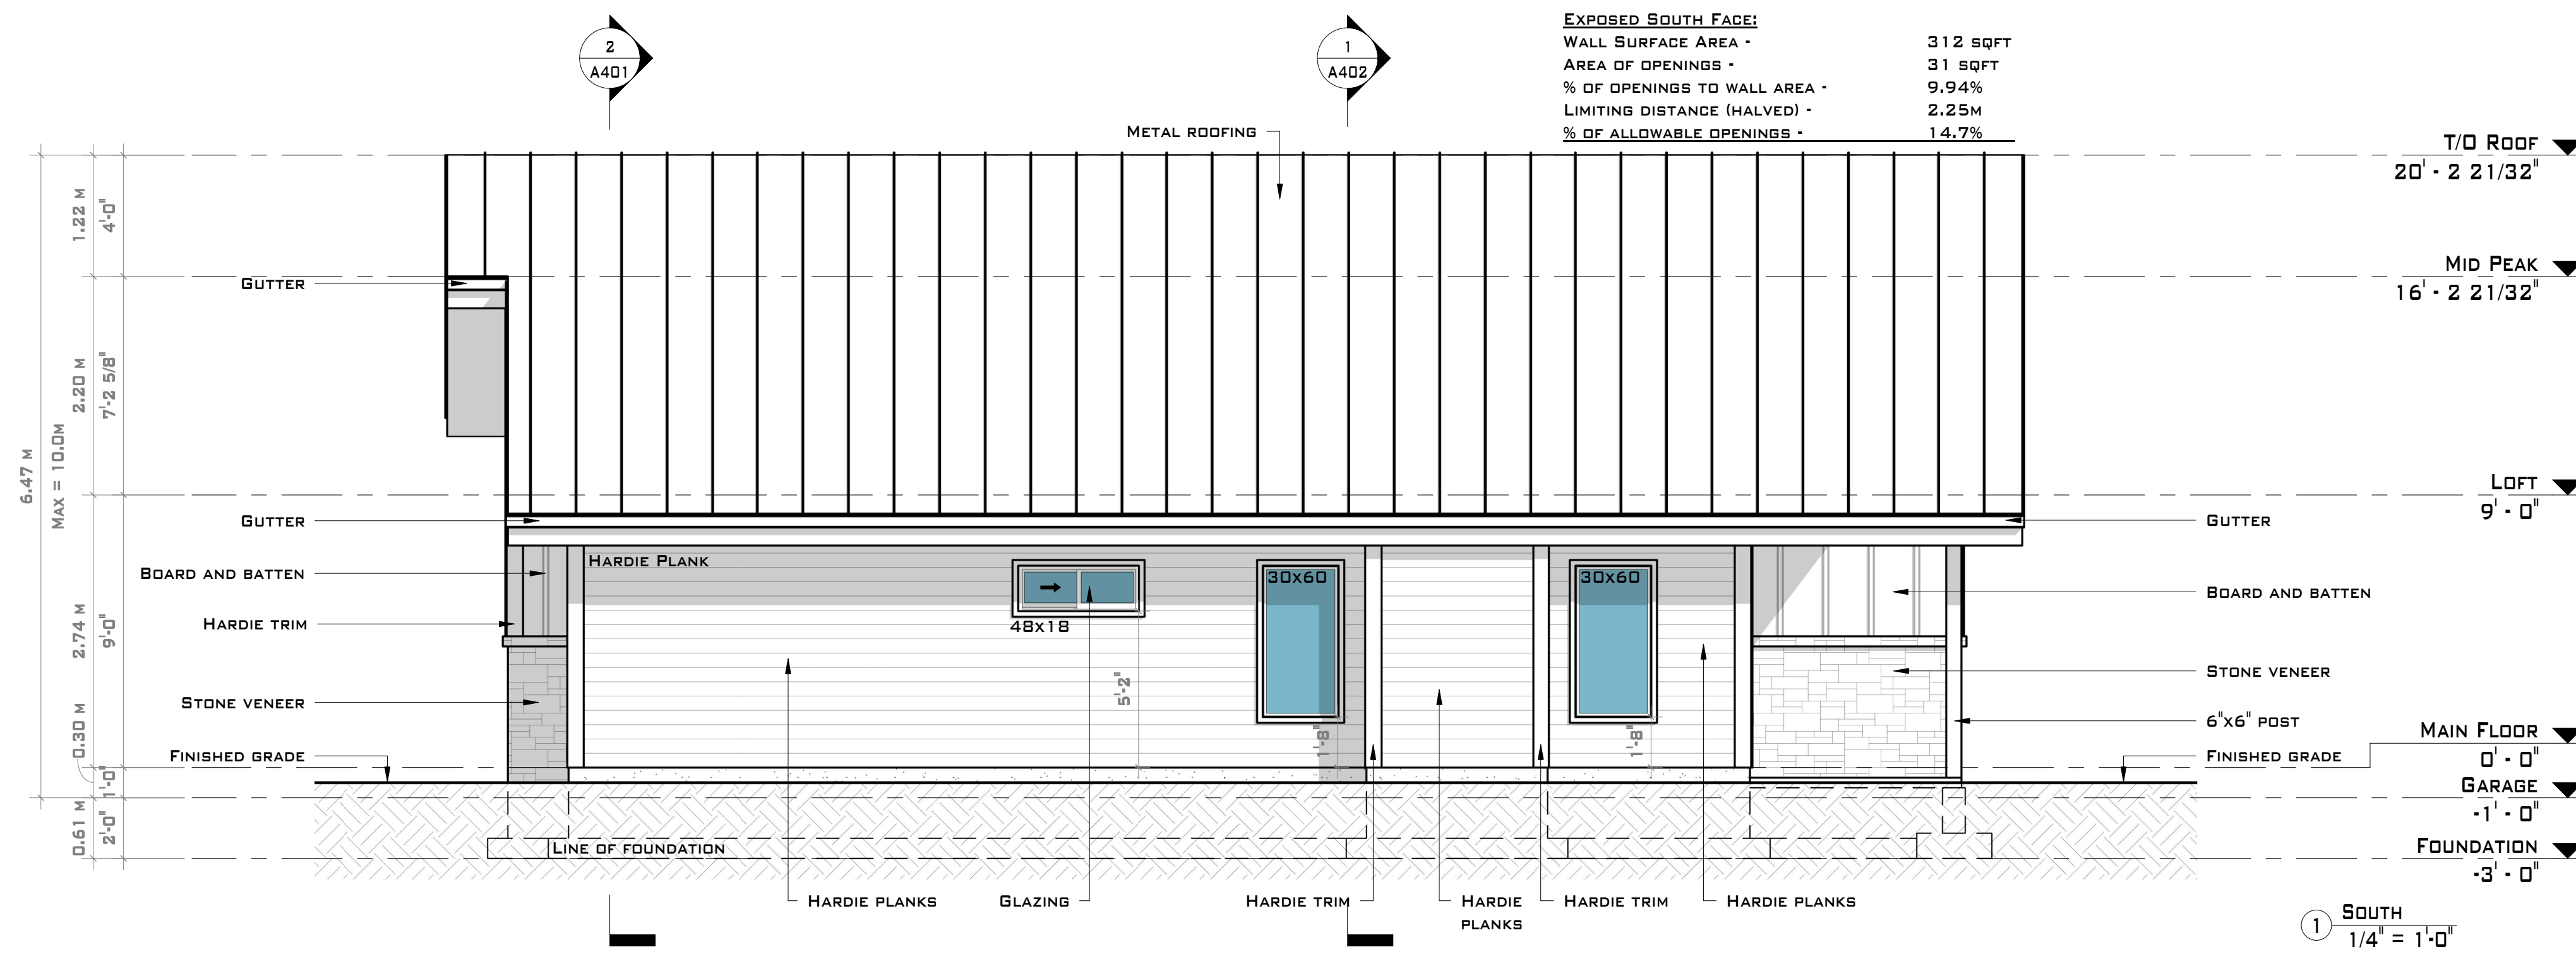 2
A401
1
A402
Exposed South Face:
Wall Surface Area - 312 sqft
Area of openings - 31 sqft
% of openings to wall area - 9.94%
Limiting distance (halved) - 2.25m
% of allowable openings - 14.7%
Metal roofing
T/O Roof
20' - 2 21/32"
Mid Peak
16' - 2 21/32"
Loft
9' - 0"
Main Floor
0' - 0"
Garage
-1' - 0"
Foundation
-3' - 0"
6.47 m
Max = 10.0m
1.22 m
4'-0"
2.20 m
7'-2 5/8"
2.74 m
9'-0"
0.30 m
1'-0"
0.61 m
2'-0"
Gutter
Gutter
Board and batten
Hardie trim
Stone veneer
Finished grade
Hardie Plank
48x18
30x60
30x60
5'-2"
1'-8"
1'-8"
Gutter
Board and batten
Stone veneer
6"x6" post
Finished grade
Line of foundation
Hardie planks
Glazing
Hardie trim
Hardie
planks
Hardie trim
Hardie planks
1
South
1/4" = 1'-0"